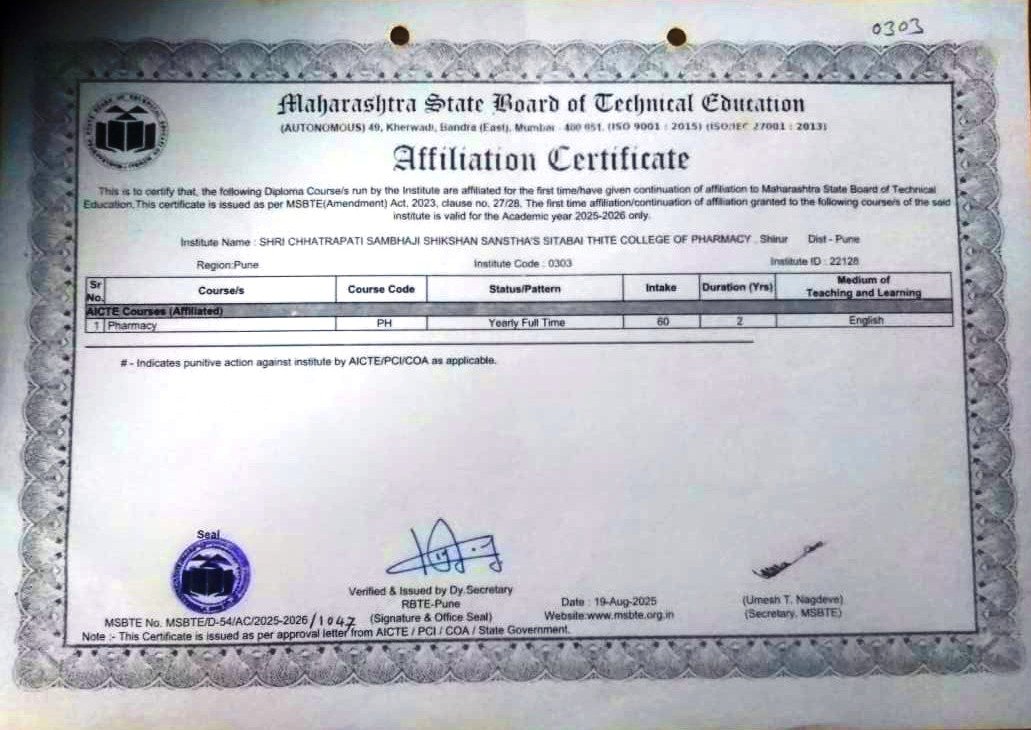 0303
Maharashtra State Board of Technical Education
(AUTONOMOUS) 49, Kherwadi, Bandra (East), Mumbai - 400 051. (ISO 9001 : 2015) (ISO/IEC 27001 : 2013)
Affiliation Certificate
This is to certify that, the following Diploma Course/s run by the Institute are affiliated for the first time/have given continuation of affiliation to Maharashtra State Board of Technical
Education.This certificate is issued as per MSBTE(Amendment) Act, 2023, clause no. 27/28. The first time affiliation/continuation of affiliation granted to the following course/s of the said
institute is valid for the Academic year 2025-2026 only.
Institute Name : SHRI CHHATRAPATI SAMBHAJI SHIKSHAN SANSTHA'S SITABAI THITE COLLEGE OF PHARMACY , Shirur Dist - Pune
Region:Pune Institute Code : 0303 Institute ID : 22128
Sr No. Course/s Course Code Status/Pattern Intake Duration (Yrs) Medium of Teaching and Learning
AICTE Courses (Affiliated)
1 Pharmacy PH Yearly Full Time 60 2 English
# - Indicates punitive action against institute by AICTE/PCI/COA as applicable.
Seal
Verified & Issued by Dy.Secretary
RBTE-Pune
(Signature & Office Seal)
Date : 19-Aug-2025
Website:www.msbte.org.in
(Umesh T. Nagdeve)
(Secretary, MSBTE)
MSBTE No. MSBTE/D-54/AC/2025-2026/1047
Note :- This Certificate is issued as per approval letter from AICTE / PCI / COA / State Government.